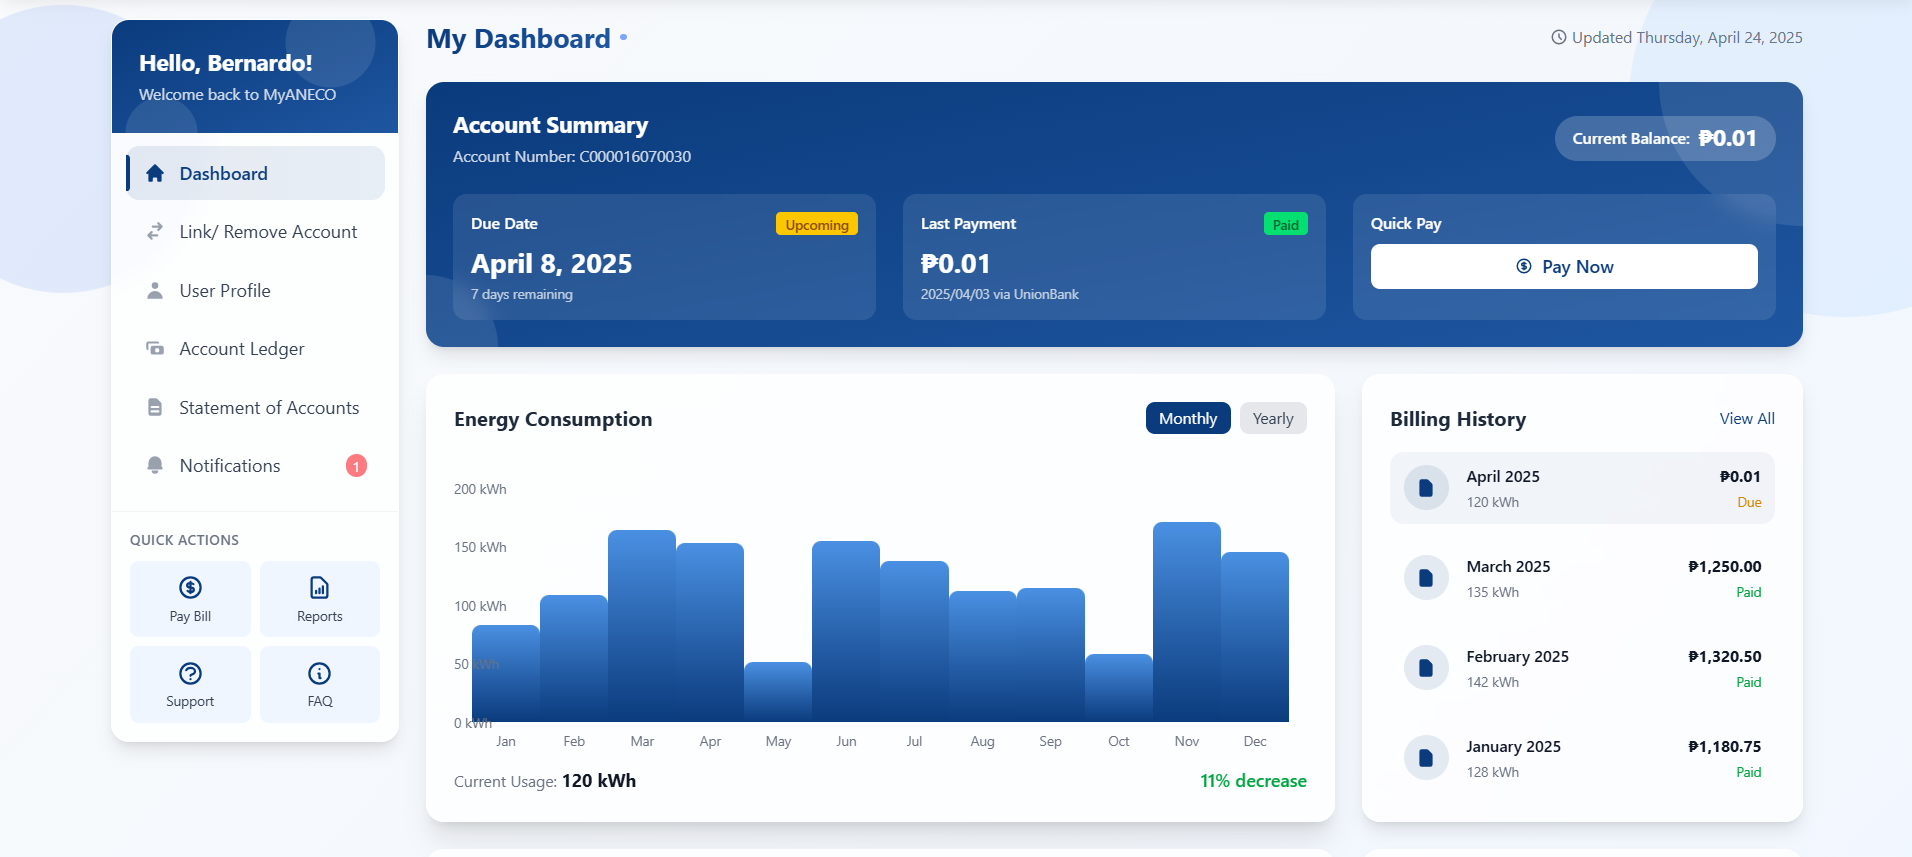 Hello, Bernardo!
Welcome back to MyANECO
Dashboard
Link/ Remove Account
User Profile
Account Ledger
Statement of Accounts
Notifications
1
QUICK ACTIONS
Pay Bill
Reports
Support
FAQ
My Dashboard
Updated Thursday, April 24, 2025
Account Summary
Account Number: C000016070030
Current Balance: ₱0.01
Due Date
Upcoming
April 8, 2025
7 days remaining
Last Payment
Paid
₱0.01
2025/04/03 via UnionBank
Quick Pay
Pay Now
Energy Consumption
Monthly
Yearly
200 kWh
150 kWh
100 kWh
50 kWh
0 kWh
Jan Feb Mar Apr May Jun Jul Aug Sep Oct Nov Dec
Current Usage: 120 kWh
11% decrease
Billing History
View All
April 2025 ₱0.01
120 kWh Due
March 2025 ₱1,250.00
135 kWh Paid
February 2025 ₱1,320.50
142 kWh Paid
January 2025 ₱1,180.75
128 kWh Paid